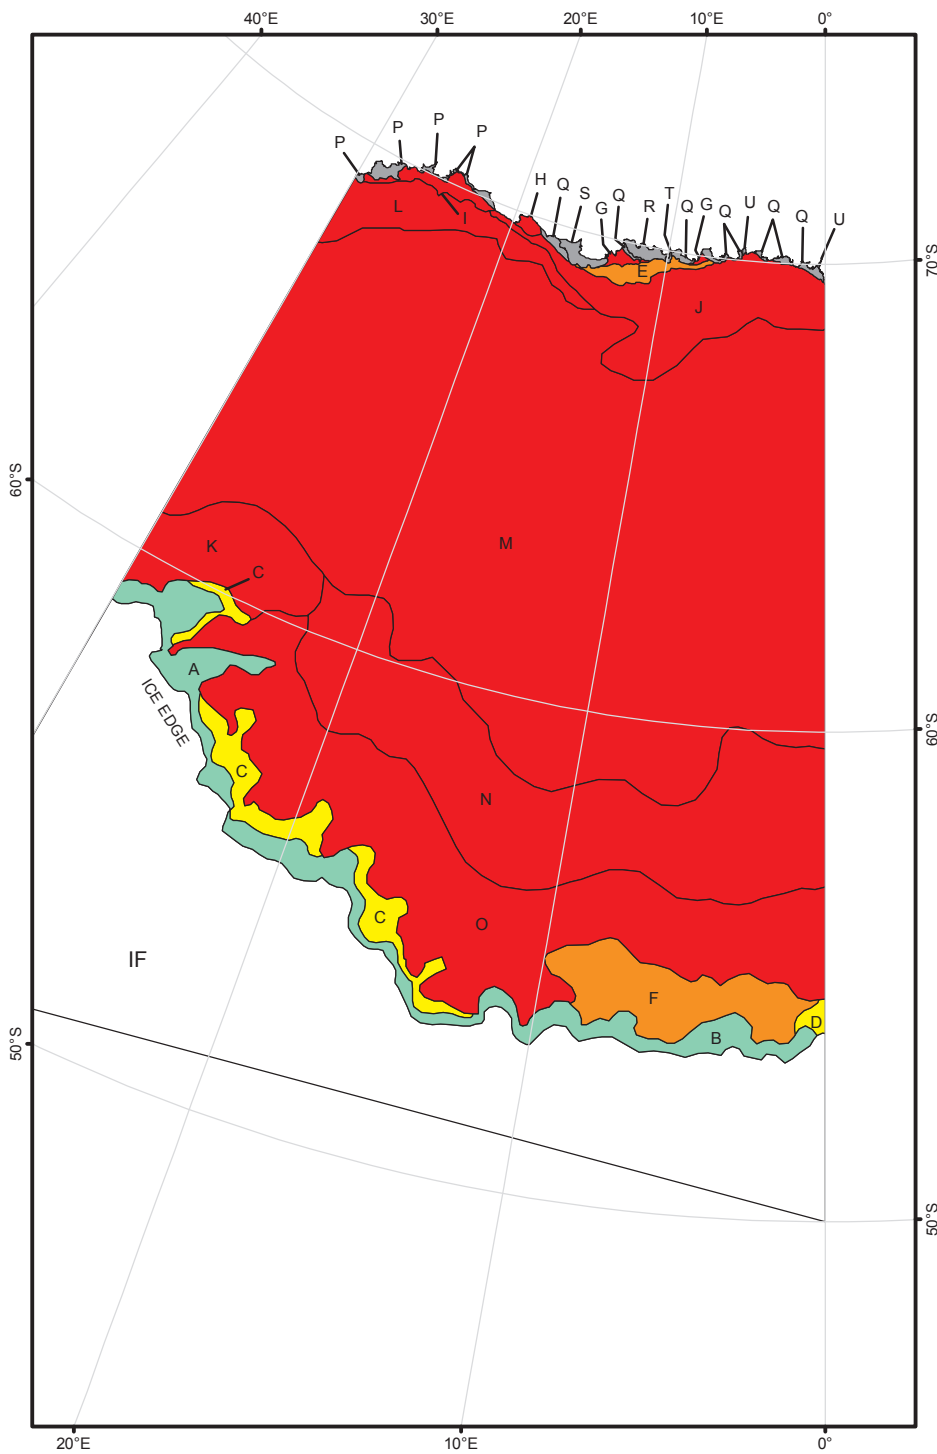 40°E 30°E 20°E 10°E 0°
P P P P
H Q S G Q R T Q G Q U Q Q U
L I
E
70°S
J
60°S
K C M
A
ICE EDGE
60°S
C N
C O
IF
F D
B
50°S
50°S
20°E 10°E 0°